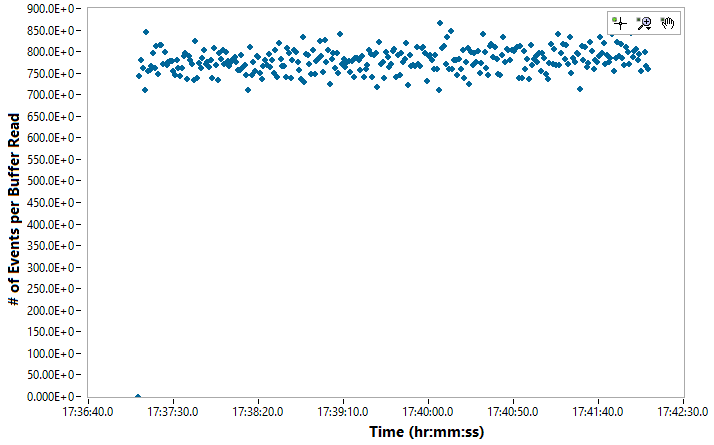 900.0E+0
850.0E+0
800.0E+0
750.0E+0
700.0E+0
650.0E+0
600.0E+0
550.0E+0
500.0E+0
450.0E+0
400.0E+0
350.0E+0
300.0E+0
250.0E+0
200.0E+0
150.0E+0
100.0E+0
50.00E+0
0.000E+0
# of Events per Buffer Read
17:36:40.0 17:37:30.0 17:38:20.0 17:39:10.0 17:40:00.0 17:40:50.0 17:41:40.0 17:42:30.0
Time (hr:mm:ss)